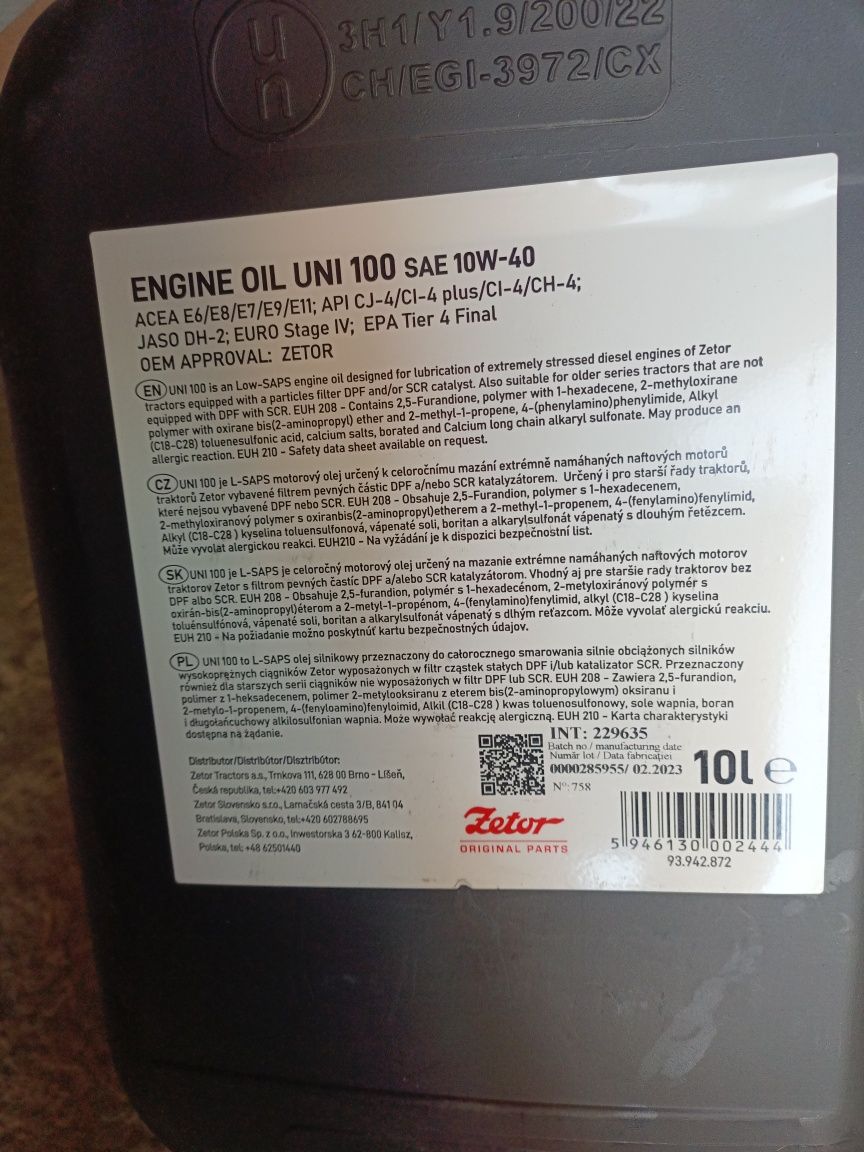 un
3H1/Y1.9/200/22
CH/EGI-3972/CX
ENGINE OIL UNI 100 SAE 10W-40
ACEA E6/E8/E7/E9/E11; API CJ-4/CI-4 plus/CI-4/CH-4;
JASO DH-2; EURO Stage IV; EPA Tier 4 Final
OEM APPROVAL: ZETOR
EN UNI 100 is an Low-SAPS engine oil designed for lubrication of extremely stressed diesel engines of Zetor
tractors equipped with a particles filter DPF and/or SCR catalyst. Also suitable for older series tractors that are not
equipped with DPF with SCR. EUH 208 - Contains 2,5-Furandione, polymer with 1-hexadecene, 2-methyloxirane
polymer with oxirane bis(2-aminopropyl) ether and 2-methyl-1-propene, 4-(phenylamino)phenylimide, Alkyl
(C18-C28) toluenesulfonic acid, calcium salts, borated and Calcium long chain alkaryl sulfonate. May produce an
allergic reaction. EUH 210 - Safety data sheet available on request.
CZ UNI 100 je L-SAPS motorový olej určený k celoročnímu mazání extrémně namáhaných naftových motorů
traktorů Zetor vybavené filtrem pevných částic DPF a/nebo SCR katalyzátorem. Určený i pro starší řady traktorů,
které nejsou vybavené DPF nebo SCR. EUH 208 - Obsahuje 2,5-Furandion, polymer s 1-hexadecenem,
2-methyloxiranový polymer s oxiranbis(2-aminopropyl)etherem a 2-methyl-1-propenem, 4-(fenylamino)fenylimid,
Alkyl (C18-C28 ) kyselina toluensulfonová, vápenaté soli, boritan a alkarylsulfonát vápenatý s dlouhým řetězcem.
Může vyvolat alergickou reakci. EUH210 - Na vyžádání je k dispozici bezpečnostní list.
SK UNI 100 je L-SAPS je celoročný motorový olej určený na mazanie extrémne namáhaných naftových motorov
traktorov Zetor s filtrom pevných častíc DPF a/alebo SCR katalyzátorom. Vhodný aj pre staršie rady traktorov bez
DPF albo SCR. EUH 208 - Obsahuje 2,5-furandion, polymér s 1-hexadecénom, 2-metyloxiránový polymér s
oxirán-bis(2-aminopropyl)éterom a 2-metyl-1-propénom, 4-(fenylamino)fenylimid, alkyl (C18-C28 ) kyselina
toluénsulfónová, vápenaté soli, boritan a alkarylsulfonát vápenatý s dlhým reťazcom. Môže vyvolať alergickú reakciu.
EUH 210 - Na požiadanie možno poskytnúť kartu bezpečnostných údajov.
PL UNI 100 to L-SAPS olej silnikowy przeznaczony do całorocznego smarowania silnie obciążonych silników
wysokoprężnych ciągników Zetor wyposażonych w filtr cząstek stałych DPF i/lub katalizator SCR. Przeznaczony
również dla starszych serii ciągników nie wyposażonych w filtr DPF lub SCR. EUH 208 - Zawiera 2,5-furandion,
polimer z 1-heksadecenem, polimer 2-metylooksiranu z eterem bis(2-aminopropylowym) oksiranu i
2-metylo-1-propenem, 4-(fenyloamino)fenyloimid, Alkil (C18-C28 ) kwas toluenosulfonowy, sole wapnia, boran
i długołańcuchowy alkilosulfonian wapnia. Może wywołać reakcję alergiczną. EUH 210 - Karta charakterystyki
dostępna na żądanie.
Distributor/Distribútor/Disztribútor:
Zetor Tractors a.s., Trnkova 111, 628 00 Brno - Líšeň,
Česká republika, tel:+420 603 977 492
Zetor Slovensko s.r.o., Lamačská cesta 3/B, 841 04
Bratislava, Slovensko, tel:+420 602788695
Zetor Polska Sp. z o.o., Inwestorska 3 62-800 Kalisz,
Polska, tel: +48 62501440
INT: 229635
Batch no / manufacturing date
Număr lot / Data fabricației
0000285955/ 02.2023
Nº: 758
10l e
Zetor
ORIGINAL PARTS
5 946130 002444
93.942.872